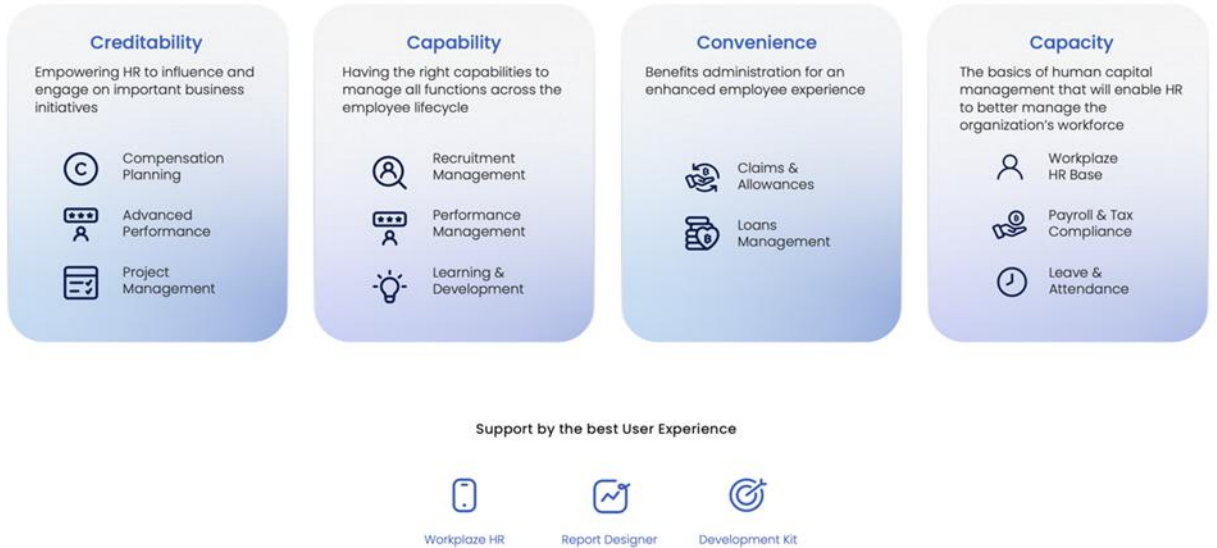 Creditability
Empowering HR to influence and
engage on important business
initiatives
Compensation
Planning
Advanced
Performance
Project
Management
Capability
Having the right capabilities to
manage all functions across the
employee lifecycle
Recruitment
Management
Performance
Management
Learning &
Development
Convenience
Benefits administration for an
enhanced employee experience
Claims &
Allowances
Loans
Management
Capacity
The basics of human capital
management that will enable HR
to better manage the
organization's workforce
Workplaze
HR Base
Payroll & Tax
Compliance
Leave &
Attendance
Support by the best User Experience
Workplaze HR
Report Designer
Development Kit